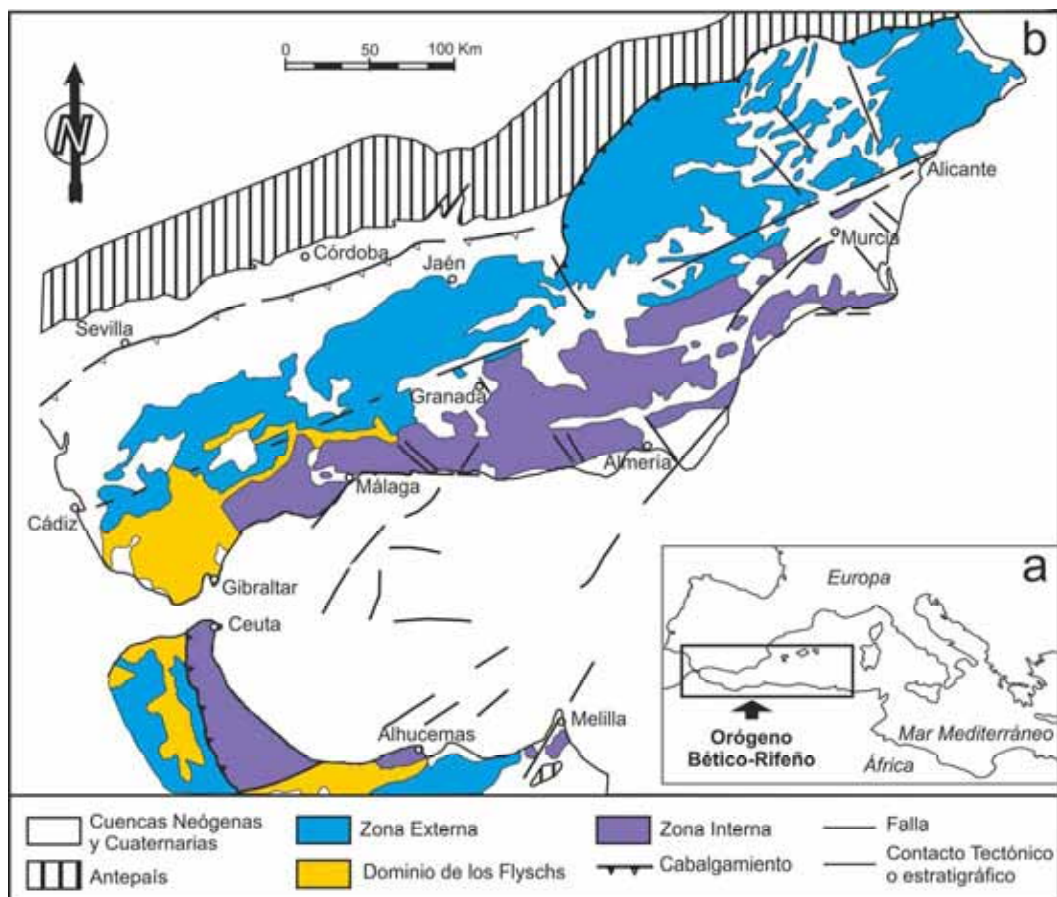 b
0 50 100 Km
N
Alicante
Murcia
Córdoba
Jaén
Sevilla
Granada
Almería
Málaga
Cádiz
Gibraltar
Ceuta
Alhucemas
Melilla
a
Europa
Orógeno
Bético-Rifeño
Mar Mediterráneo
África
Cuencas Neógenas
y Cuaternarias
Zona Externa
Zona Interna
Falla
Antepaís
Dominio de los Flyschs
Cabalgamiento
Contacto Tectónico
o estratigráfico